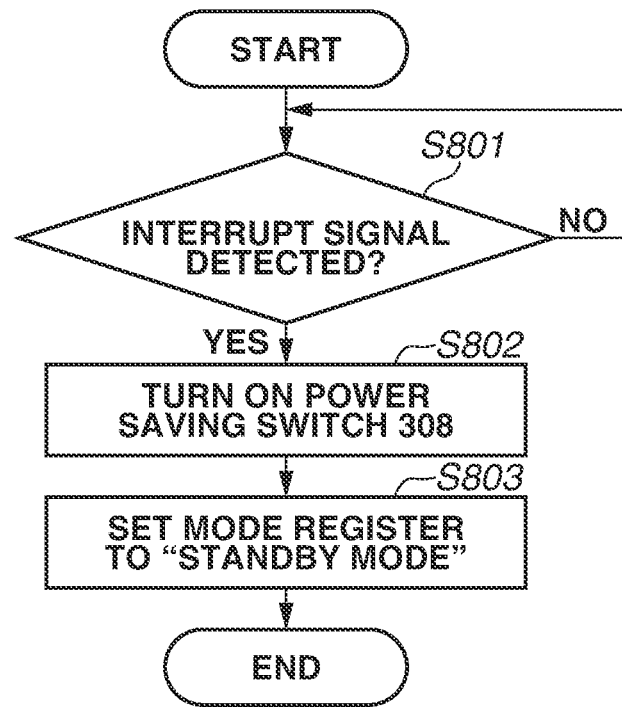 START
S801
INTERRUPT SIGNAL
DETECTED?
NO
YES
S802
TURN ON POWER
SAVING SWITCH 308
S803
SET MODE REGISTER
TO “STANDBY MODE”
END